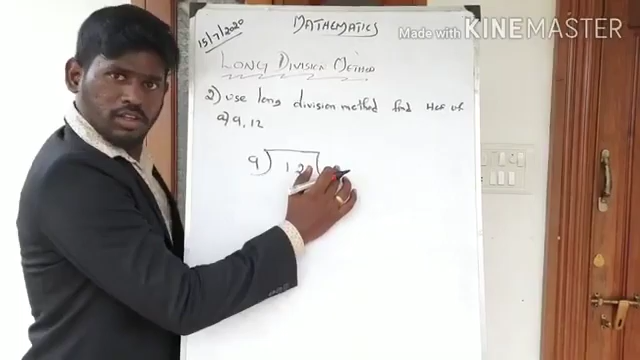 15/7/2020
MATHEMATICS
Made with KINEMASTER
LONG DIVISION METHOD
2) use long division method find HCF of
a) 9, 12
9) 12 (